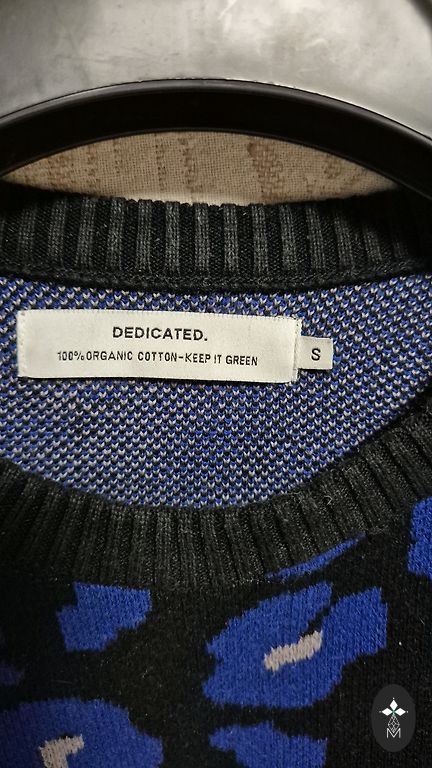 DEDICATED.
100% ORGANIC COTTON-KEEP IT GREEN
S
M